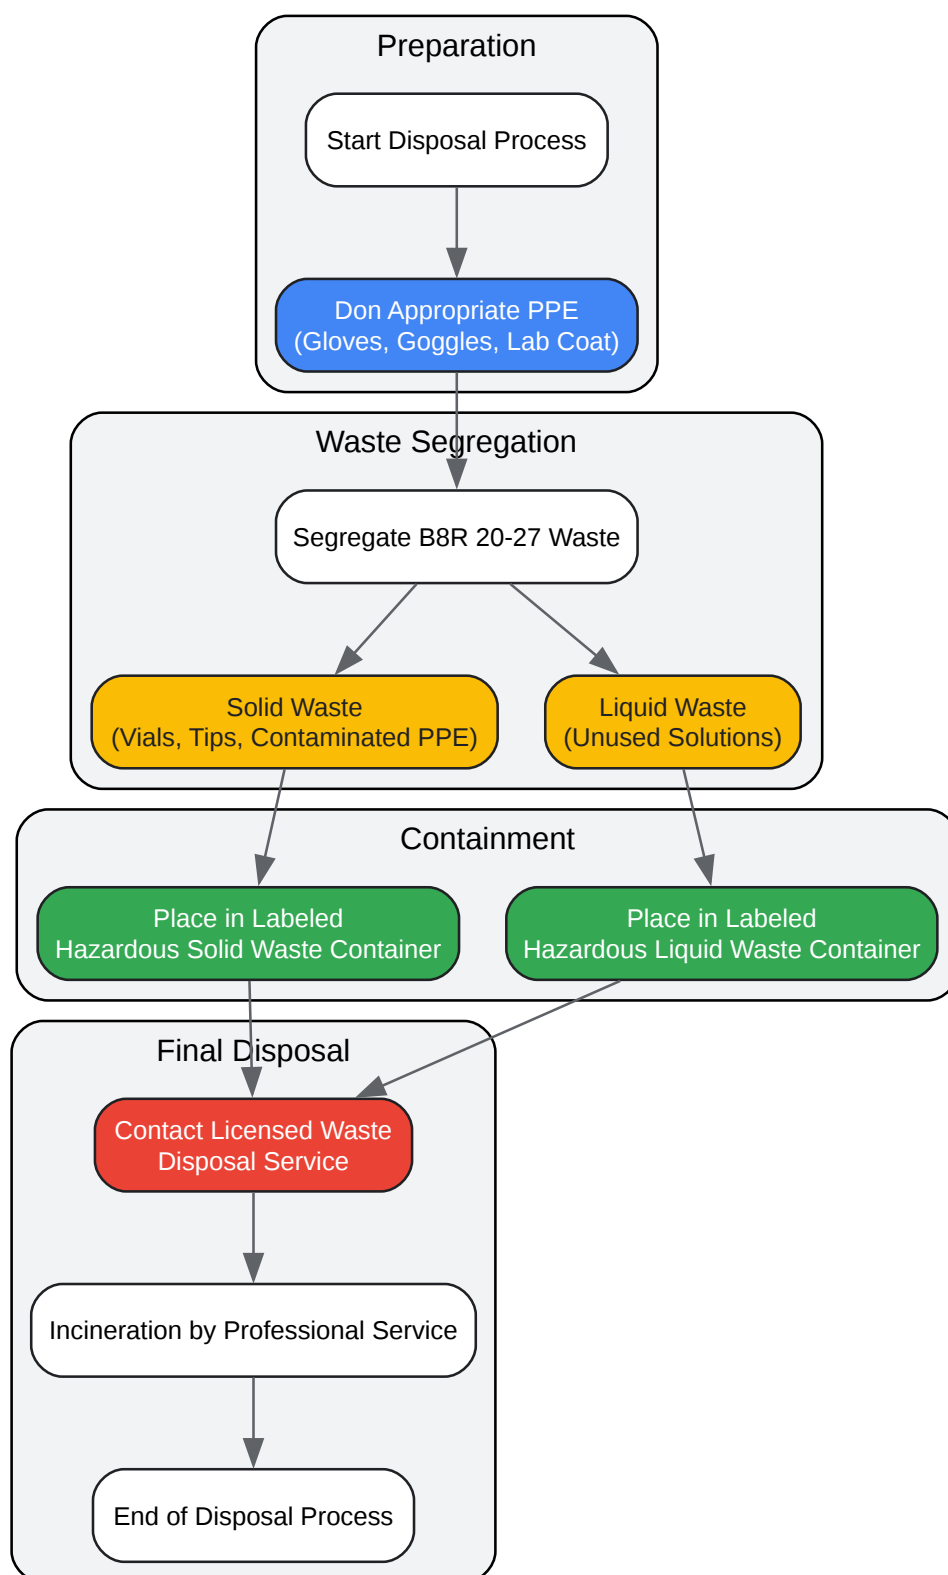 Preparation
Start Disposal Process
Don Appropriate PPE
(Gloves, Goggles, Lab Coat)
Waste Segregation
Segregate B8R 20-27 Waste
Solid Waste
(Vials, Tips, Contaminated PPE)
Liquid Waste
(Unused Solutions)
Containment
Place in Labeled
Hazardous Solid Waste Container
Place in Labeled
Hazardous Liquid Waste Container
Final Disposal
Contact Licensed Waste
Disposal Service
Incineration by Professional Service
End of Disposal Process